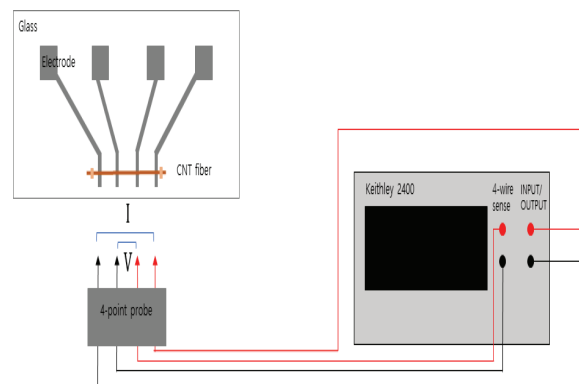 Glass
Electrode
CNT fiber
I
V
4-point probe
Keithley 2400
4-wire
sense
INPUT/
OUTPUT